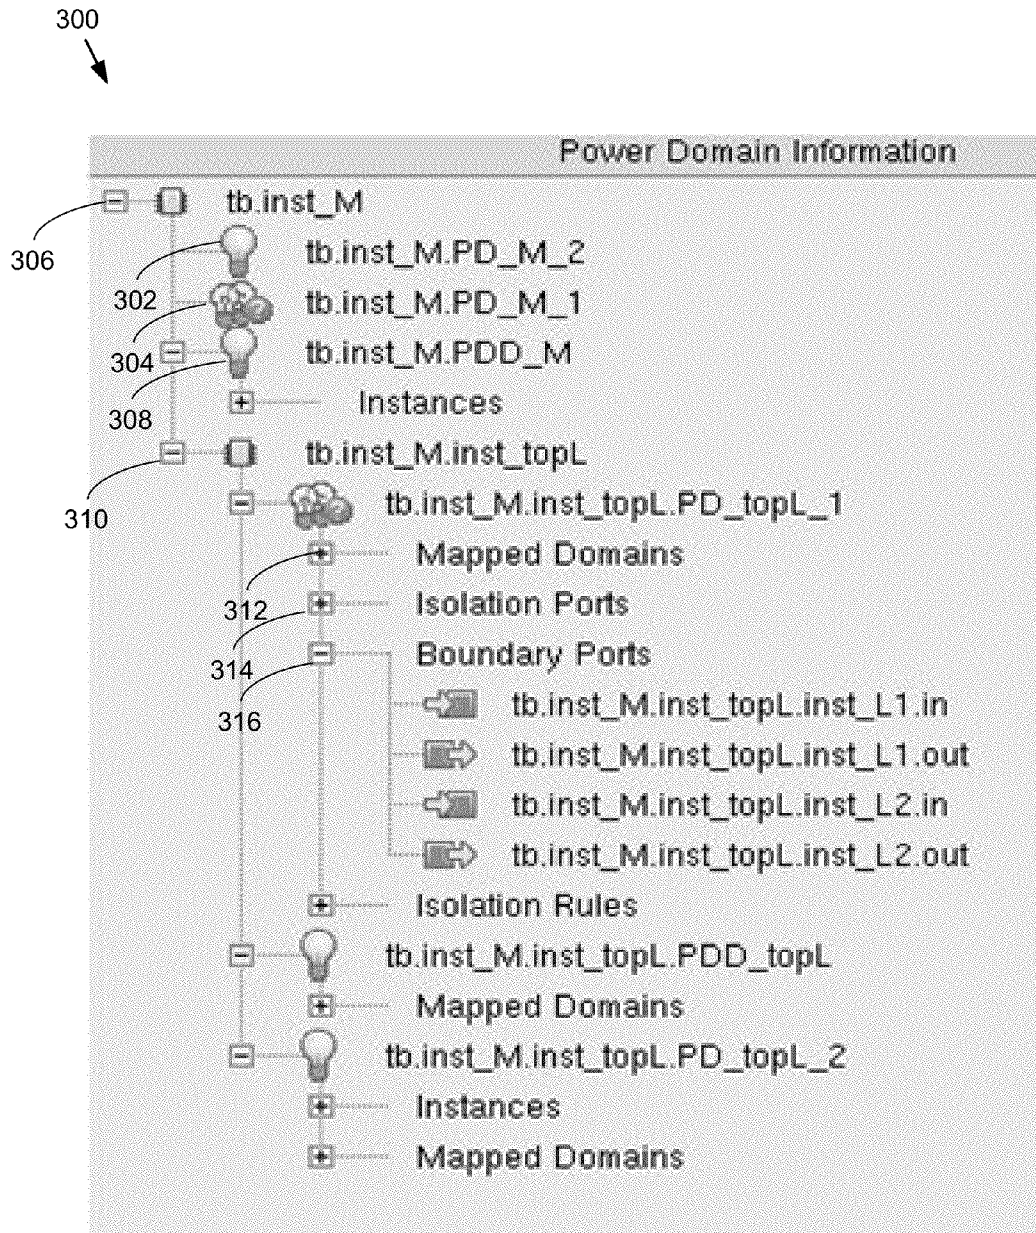 300
Power Domain Information
tb.inst_M
306
tb.inst_M.PD_M_2
302
tb.inst_M.PD_M_1
304
tb.inst_M.PDD_M
308
Instances
tb.inst_M.inst_topL
310
tb.inst_M.inst_topL.PD_topL_1
Mapped Domains
312
Isolation Ports
314
Boundary Ports
316
tb.inst_M.inst_topL.inst_L1.in
tb.inst_M.inst_topL.inst_L1.out
tb.inst_M.inst_topL.inst_L2.in
tb.inst_M.inst_topL.inst_L2.out
Isolation Rules
tb.inst_M.inst_topL.PDD_topL
Mapped Domains
tb.inst_M.inst_topL.PD_topL_2
Instances
Mapped Domains